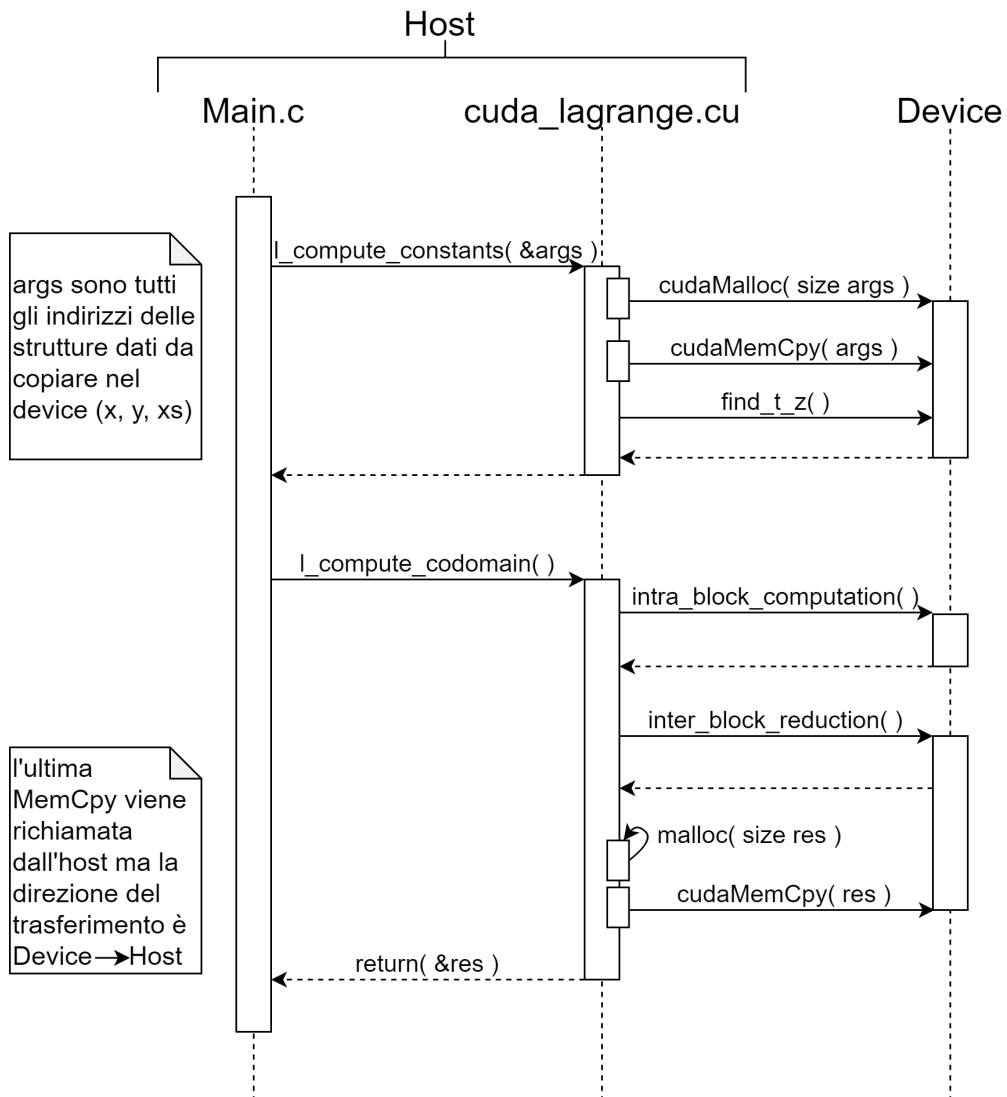 Host
Main.c
cuda_lagrange.cu
Device
l_compute_constants( &args )
args sono tutti
gli indirizzi delle
strutture dati da
copiare nel
device (x, y, xs)
cudaMalloc( size args )
cudaMemCpy( args )
find_t_z( )
l_compute_codomain( )
intra_block_computation( )
inter_block_reduction( )
l'ultima
MemCpy viene
richiamata
dall'host ma la
direzione del
trasferimento è
Device→Host
malloc( size res )
cudaMemCpy( res )
return( &res )